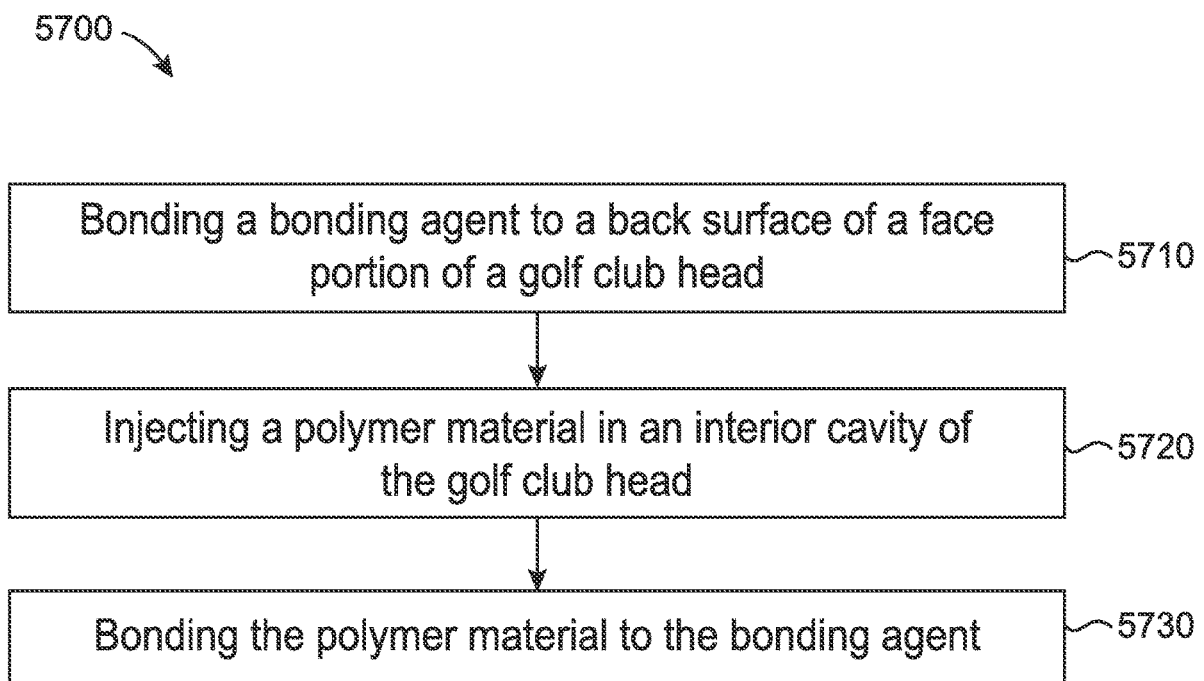 5700
Bonding a bonding agent to a back surface of a face
portion of a golf club head
5710
Injecting a polymer material in an interior cavity of
the golf club head
5720
Bonding the polymer material to the bonding agent
5730